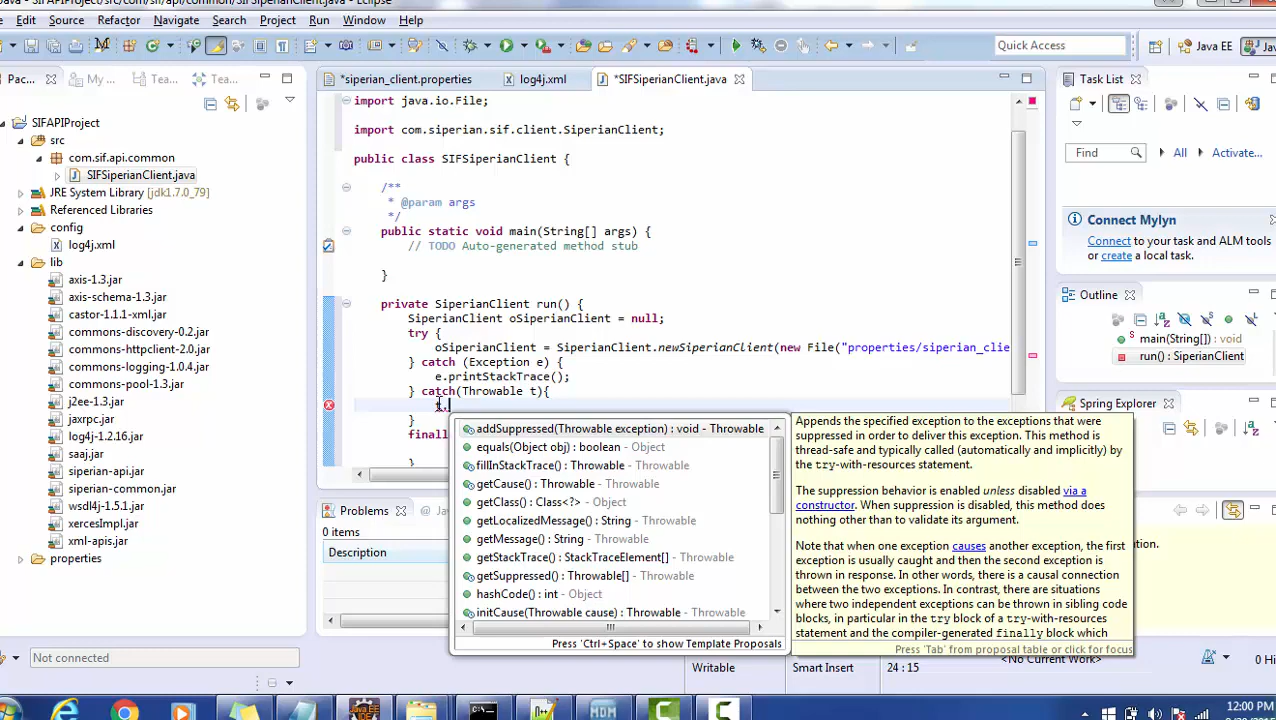 Edit Source Refactor Navigate Search Project Run Window Help
Quick Access
Java EE
Pac...
My ...
Tea...
Tea...
SIFAPIProject
src
com.sif.api.common
SIFSiperianClient.java
JRE System Library [jdk1.7.0_79]
Referenced Libraries
config
log4j.xml
lib
axis-1.3.jar
axis-schema-1.3.jar
castor-1.1.1-xml.jar
commons-discovery-0.2.jar
commons-httpclient-2.0.jar
commons-logging-1.0.4.jar
commons-pool-1.3.jar
j2ee-1.3.jar
jaxrpc.jar
log4j-1.2.16.jar
saaj.jar
siperian-api.jar
siperian-common.jar
wsdl4j-1.5.1.jar
xercesImpl.jar
xml-apis.jar
properties
*siperian_client.properties
log4j.xml
*SIFSiperianClient.java
import java.io.File;
import com.siperian.sif.client.SiperianClient;
public class SIFSiperianClient {
/**
* @param args
*/
public static void main(String[] args) {
// TODO Auto-generated method stub
}
private SiperianClient run() {
SiperianClient oSiperianClient = null;
try {
oSiperianClient = SiperianClient.newSiperianClient(new File("properties/siperian_clie
} catch (Exception e) {
e.printStackTrace();
} catch(Throwable t){
t.
}
finall
}
addSuppressed(Throwable exception) : void - Throwable
equals(Object obj) : boolean - Object
fillInStackTrace() : Throwable - Throwable
getCause() : Throwable - Throwable
getClass() : Class<?> - Object
getLocalizedMessage() : String - Throwable
getMessage() : String - Throwable
getStackTrace() : StackTraceElement[] - Throwable
getSuppressed() : Throwable[] - Throwable
hashCode() : int - Object
initCause(Throwable cause) : Throwable - Throwable
Press 'Ctrl+Space' to show Template Proposals
Appends the specified exception to the exceptions that were
suppressed in order to deliver this exception. This method is
thread-safe and typically called (automatically and implicitly) by
the try-with-resources statement.
The suppression behavior is enabled unless disabled via a
constructor. When suppression is disabled, this method does
nothing other than to validate its argument.
Note that when one exception causes another exception, the first
exception is usually caught and then the second exception is
thrown in response. In other words, there is a causal connection
between the two exceptions. In contrast, there are situations
where two independent exceptions can be thrown in sibling code
blocks, in particular in the try block of a try-with-resources
statement and the compiler-generated finally block which
Press 'Tab' from proposal table or click for focus
Task List
Find
All
Activate...
Connect Mylyn
Connect to your task and ALM tools
or create a local task.
Outline
main(String[]) : void
run() : SiperianClient
Spring Explorer
Problems
0 items
Description
Not connected
Writable
Smart Insert
24 : 15
<No Current Work>
12:00 PM